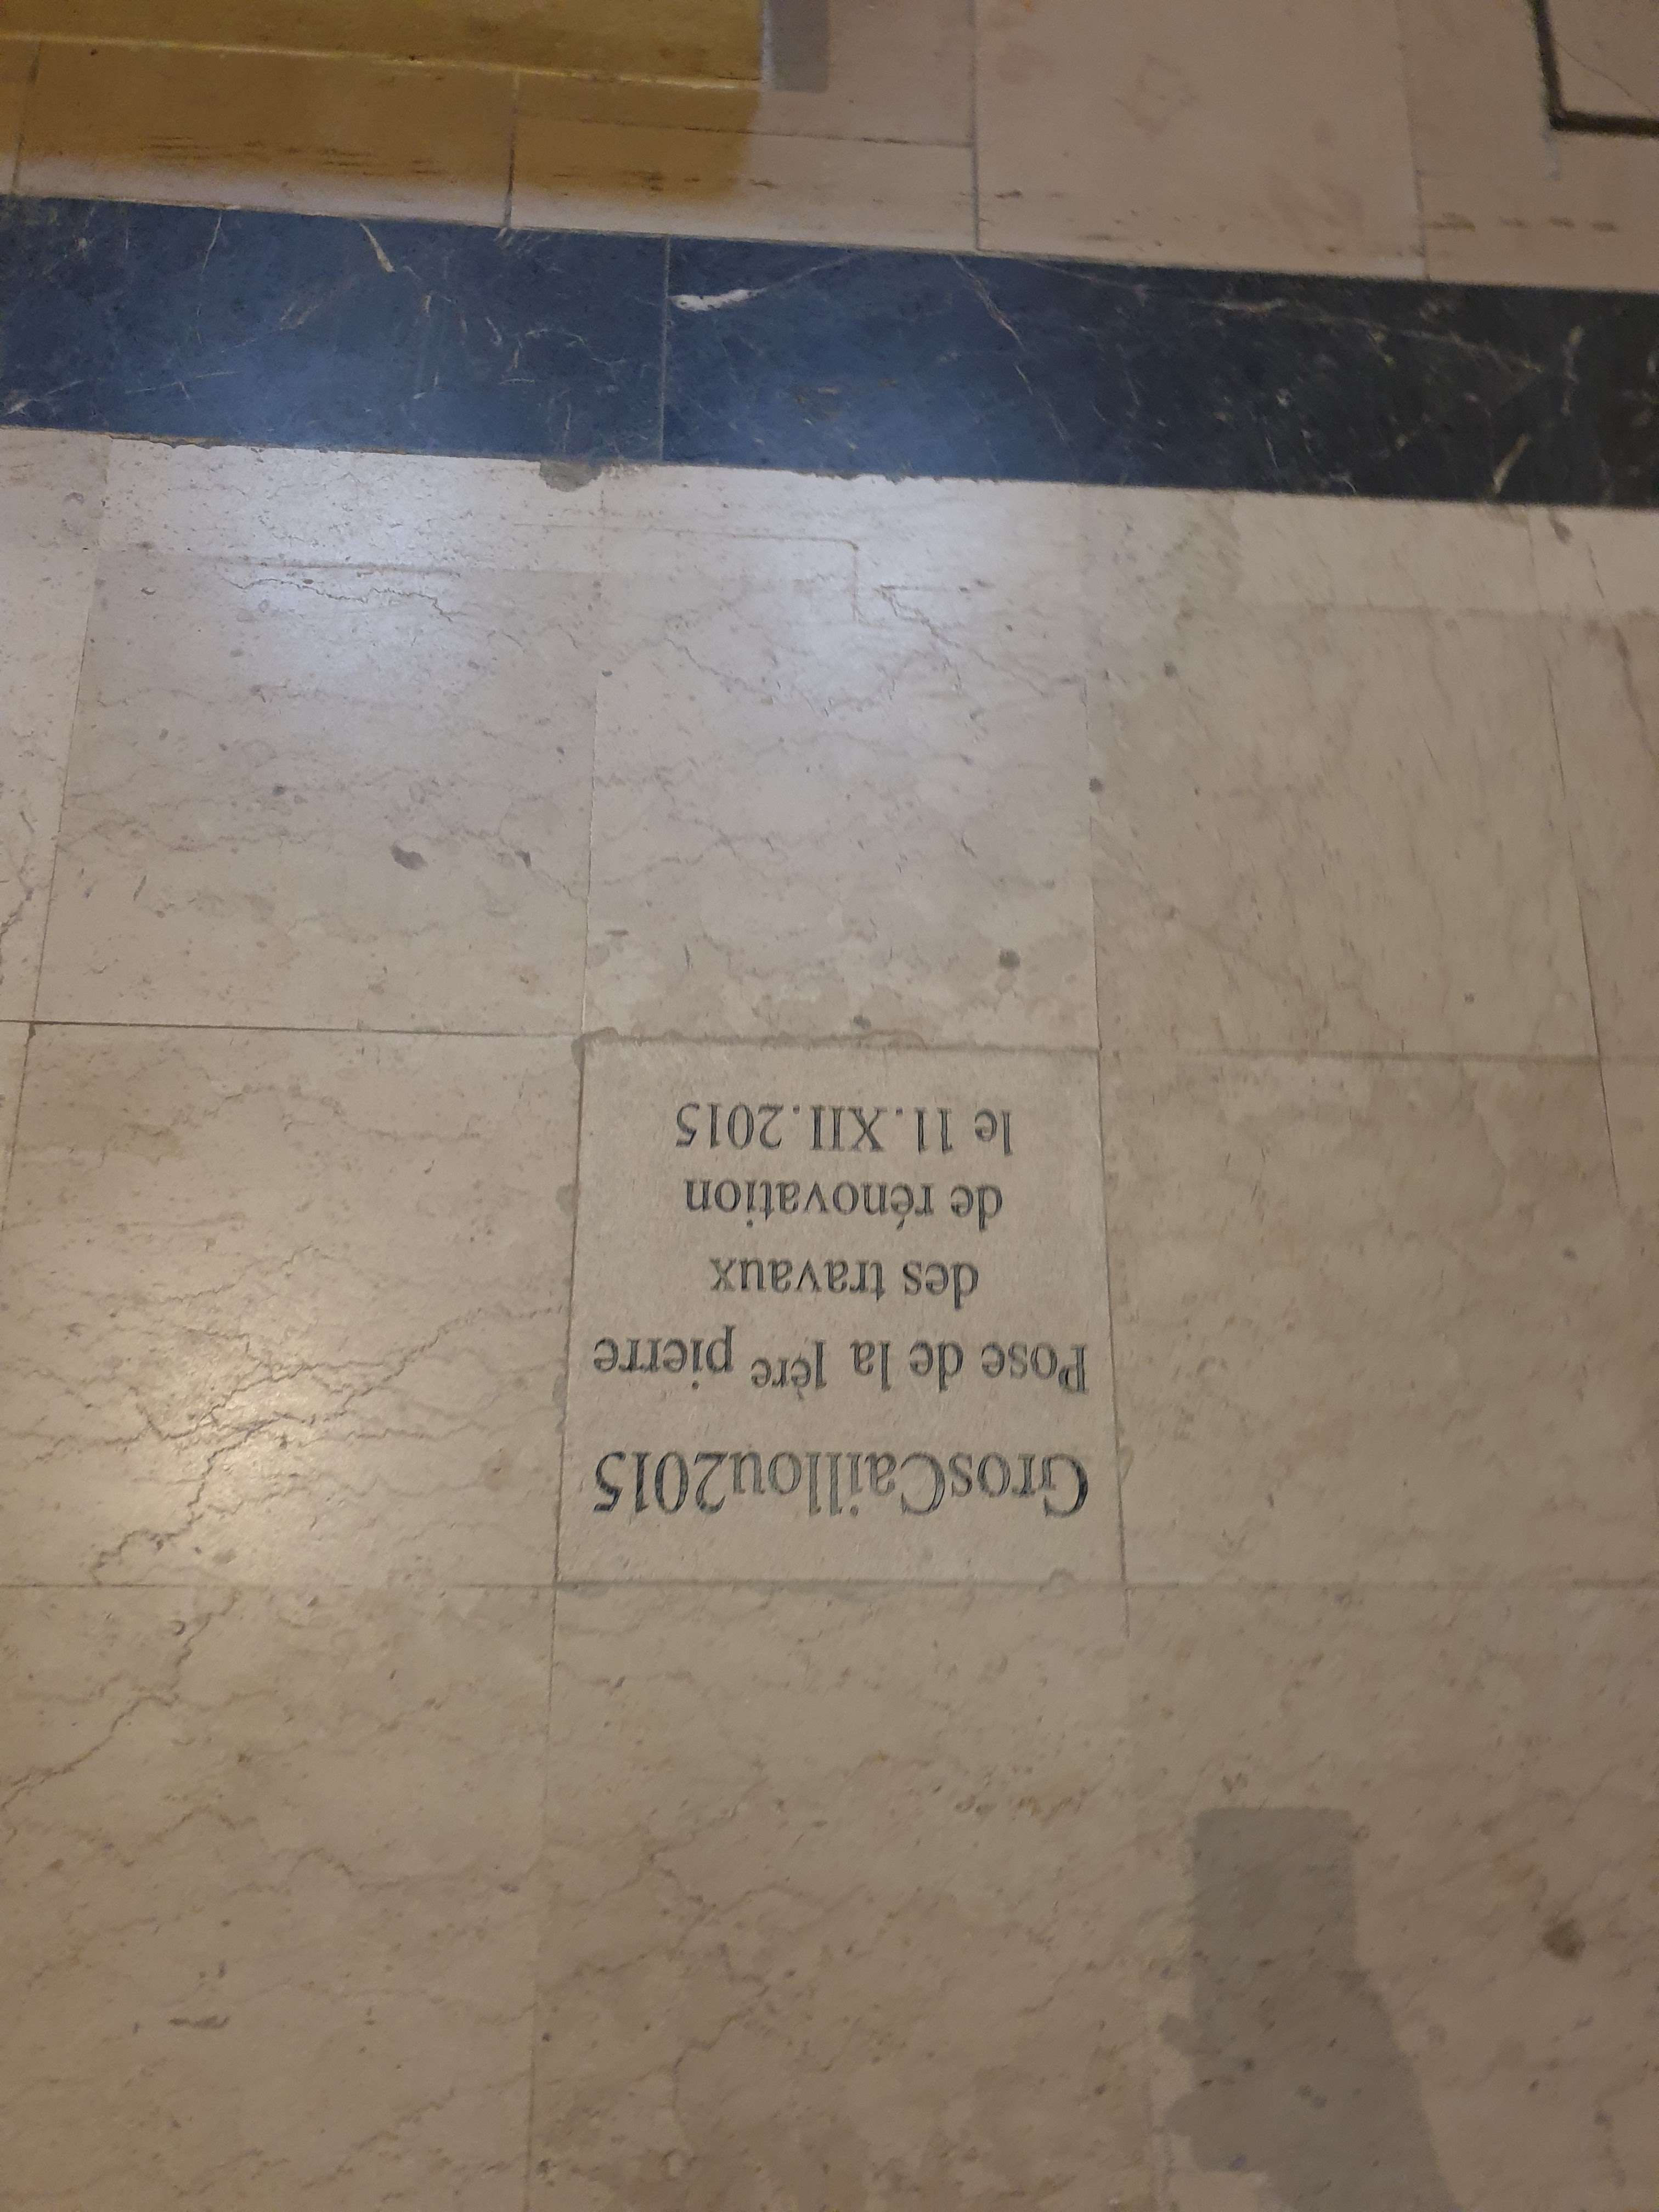 GrosCaillou2015
Pose de la 1ère pierre
des travaux
de rénovation
le 11.XII.2015